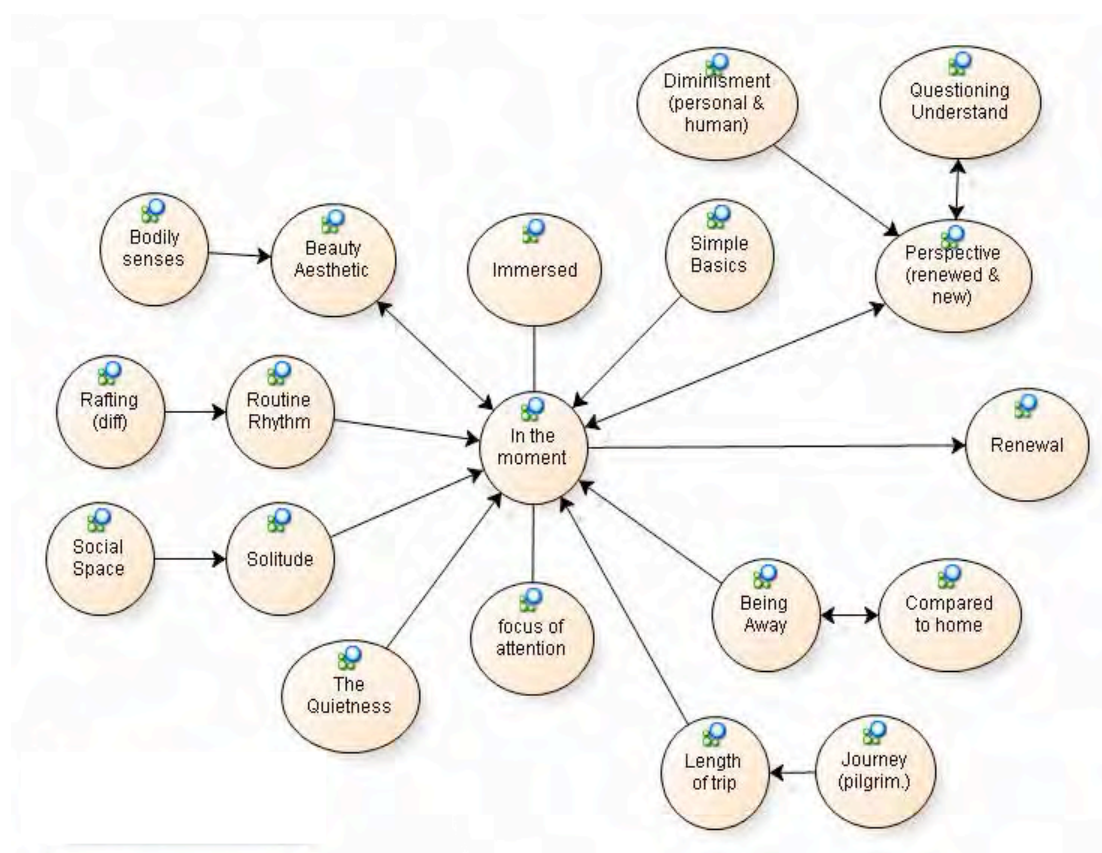 Diminisment
(personal &
human)
Questioning
Understand
Bodily
senses
Beauty
Aesthetic
Immersed
Simple
Basics
Perspective
(renewed &
new)
Rafting
(diff)
Routine
Rhythm
In the
moment
Renewal
Social
Space
Solitude
focus of
attention
Being
Away
Compared
to home
The
Quietness
Length
of trip
Journey
(pilgrim.)